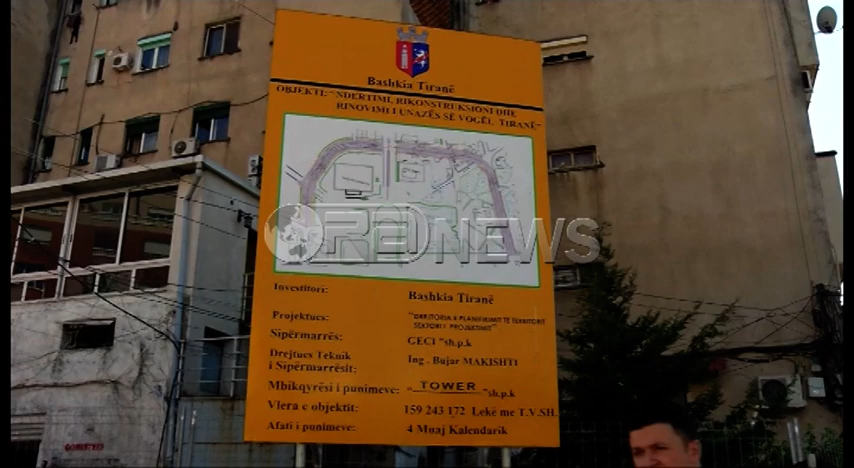 Bashkia Tiranë
OBJEKTI: " NDERTIMI, RIKONSTRUKSIONI DHE
RINOVIMI I UNAZËS SË VOGËL TIRANË"
ORA NEWS
Investitori: Bashkia Tiranë
Projektues: "DREJTORIA E PLANIFIKIMIT TË TERRITORIT
SEKTORI I PROJEKTIMIT"
Sipërmarrës: GECI "sh.p.k
Drejtues Teknik
i Sipërmarrësit: Ing . Bujar MAKISHTI
Mbikqyrësi i punimeve: " TOWER "sh.p.k
Vlera e objektit: 159 243 172 Lekë me T.V.SH.
Afati i punimeve: 4 Muaj Kalendarik